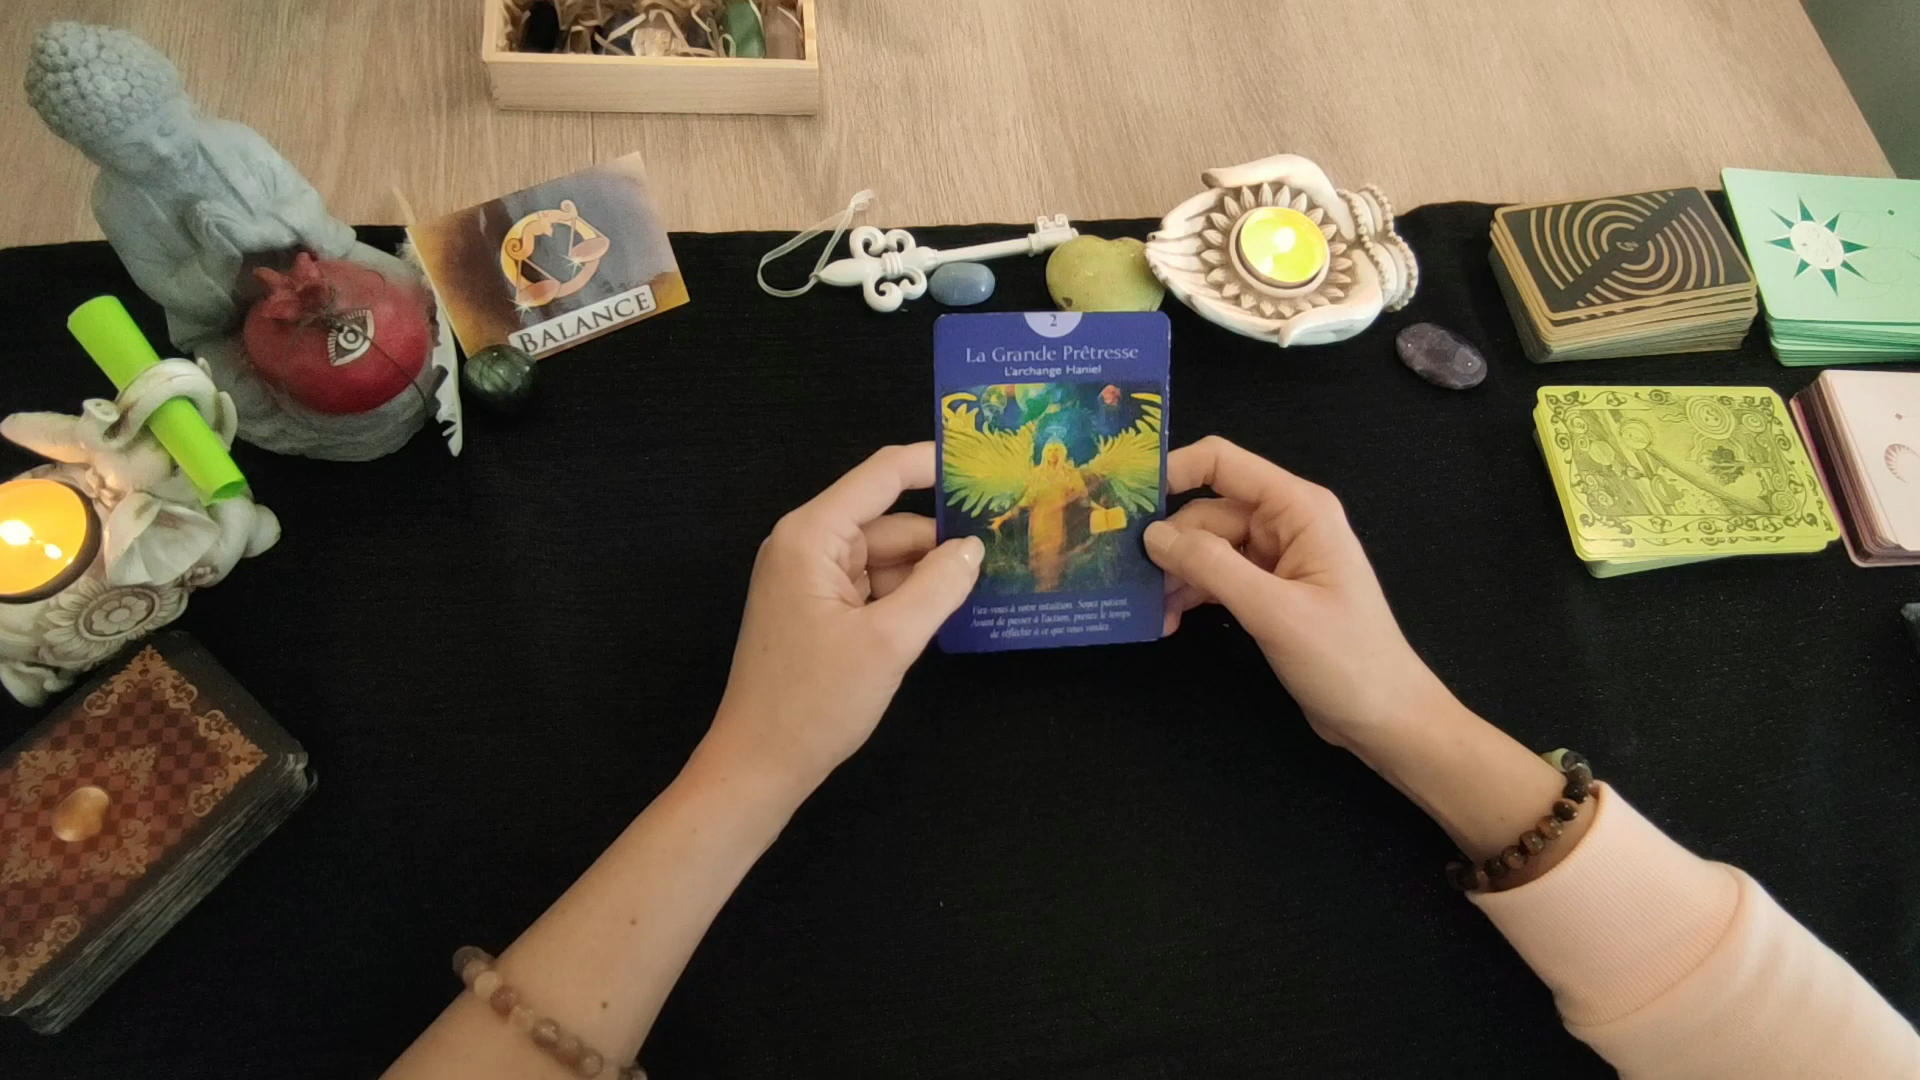 BALANCE
2
La Grande Prêtresse
L'archange Haniel
Fiez-vous à votre intuition. Soyez patient.
Avant de passer à l'action, prenez le temps
de réfléchir à ce que vous voulez.